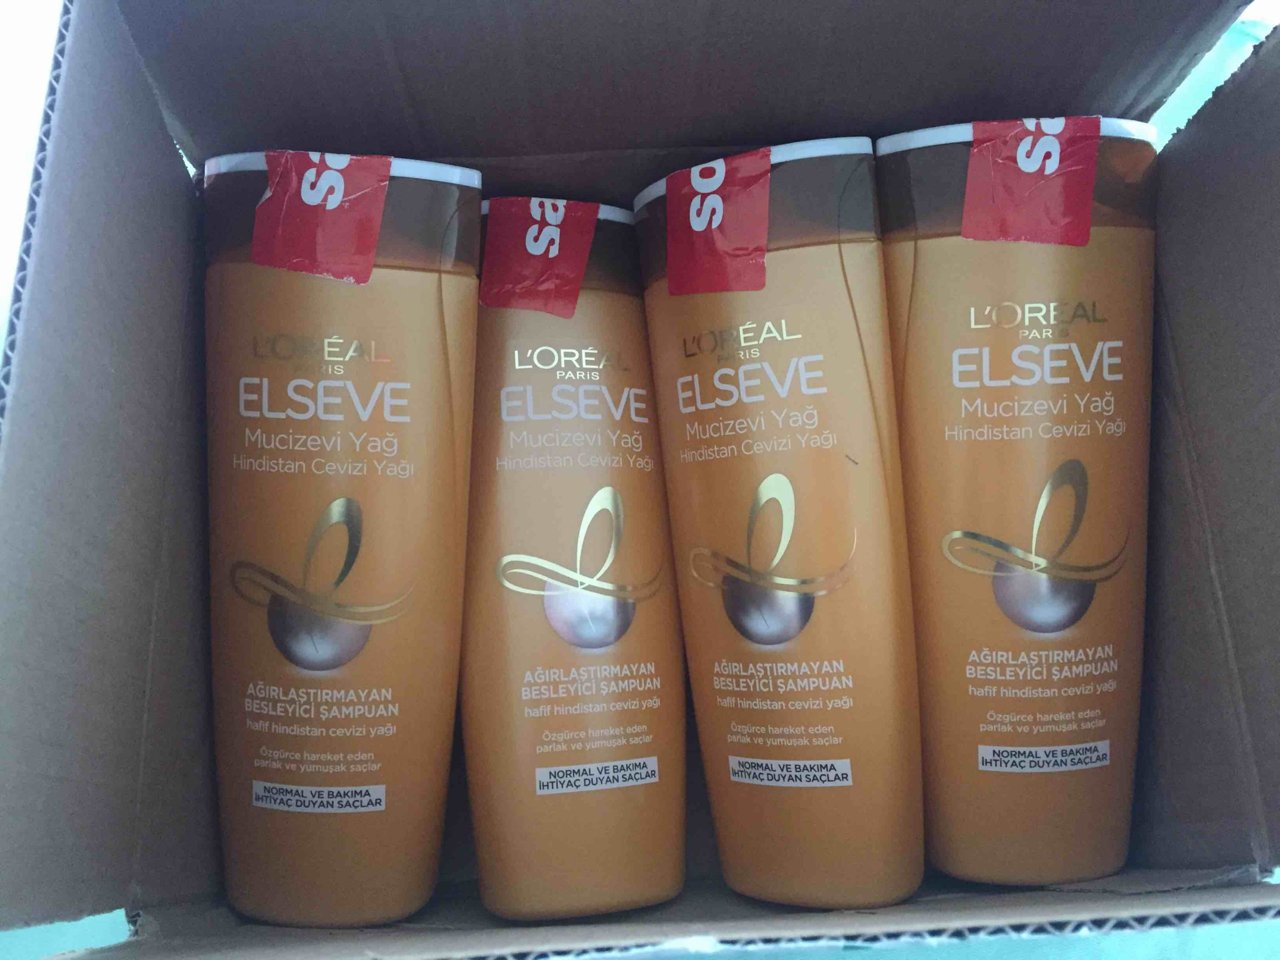 sa
L'ORÉAL
PARIS
ELSEVE
Mucizevi Yağ
Hindistan Cevizi Yağı
AĞIRLAŞTIRMAYAN
BESLEYİCİ ŞAMPUAN
hafif hindistan cevizi yağı
Özgürce hareket eden
parlak ve yumuşak saçlar
NORMAL VE BAKIMA
İHTİYAÇ DUYAN SAÇLAR
sa
L'ORÉAL
PARIS
ELSEVE
Mucizevi Yağ
Hindistan Cevizi Yağı
AĞIRLAŞTIRMAYAN
BESLEYİCİ ŞAMPUAN
hafif hindistan cevizi yağı
Özgürce hareket eden
parlak ve yumuşak saçlar
NORMAL VE BAKIMA
İHTİYAÇ DUYAN SAÇLAR
sa
L'ORÉAL
PARIS
ELSEVE
Mucizevi Yağ
Hindistan Cevizi Yağı
AĞIRLAŞTIRMAYAN
BESLEYİCİ ŞAMPUAN
hafif hindistan cevizi yağı
Özgürce hareket eden
parlak ve yumuşak saçlar
NORMAL VE BAKIMA
İHTİYAÇ DUYAN SAÇLAR
sa
L'ORÉAL
PARIS
ELSEVE
Mucizevi Yağ
Hindistan Cevizi Yağı
AĞIRLAŞTIRMAYAN
BESLEYİCİ ŞAMPUAN
hafif hindistan cevizi yağı
Özgürce hareket eden
parlak ve yumuşak saçlar
NORMAL VE BAKIMA
İHTİYAÇ DUYAN SAÇLAR